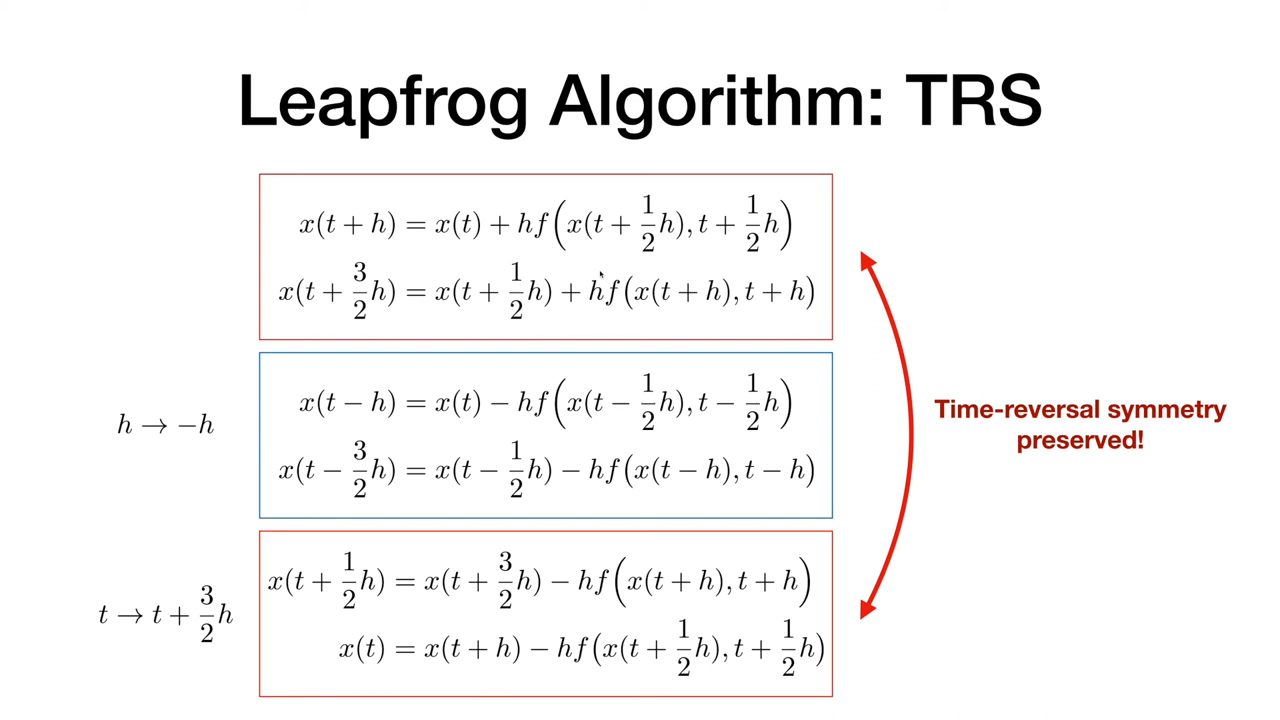 Leapfrog Algorithm: TRS
x(t + h) = x(t) + hf(x(t + 1/2 h), t + 1/2 h)
x(t + 3/2 h) = x(t + 1/2 h) + hf(x(t + h), t + h)
h → −h
x(t − h) = x(t) − hf(x(t − 1/2 h), t − 1/2 h)
x(t − 3/2 h) = x(t − 1/2 h) − hf(x(t − h), t − h)
Time-reversal symmetry
preserved!
t → t + 3/2 h
x(t + 1/2 h) = x(t + 3/2 h) − hf(x(t + h), t + h)
x(t) = x(t + h) − hf(x(t + 1/2 h), t + 1/2 h)